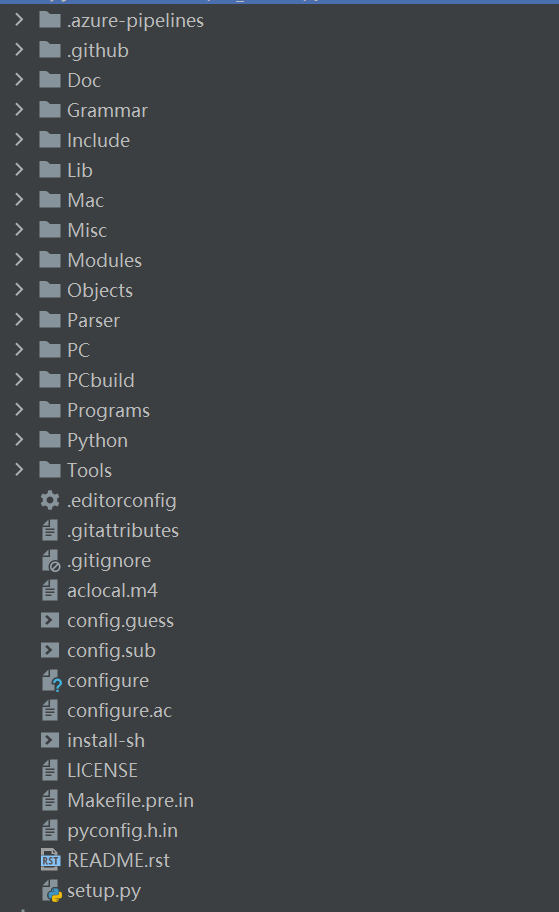 .azure-pipelines
.github
Doc
Grammar
Include
Lib
Mac
Misc
Modules
Objects
Parser
PC
PCbuild
Programs
Python
Tools
.editorconfig
.gitattributes
.gitignore
aclocal.m4
config.guess
config.sub
configure
configure.ac
install-sh
LICENSE
Makefile.pre.in
pyconfig.h.in
RST README.rst
setup.py